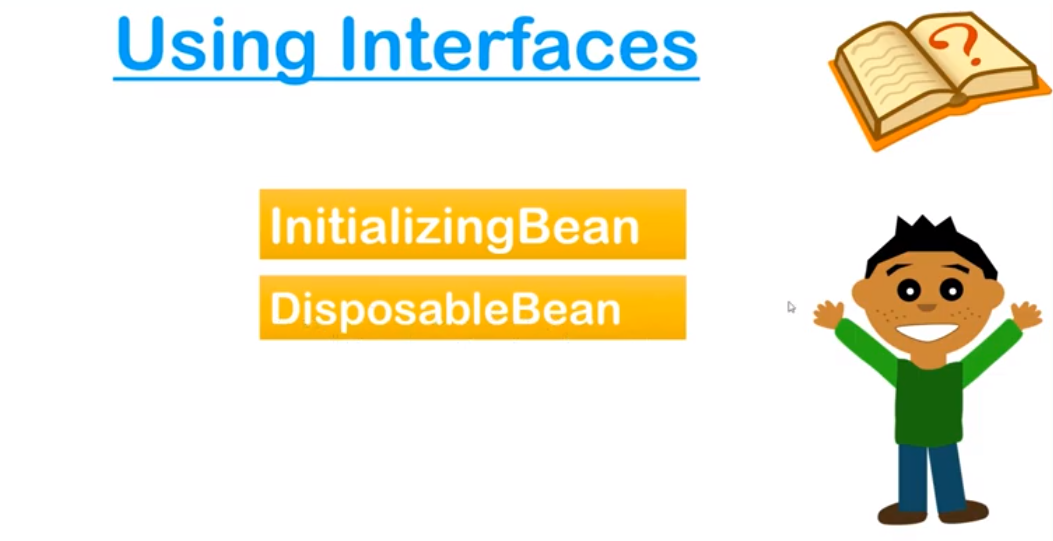 Using Interfaces
?
InitializingBean
DisposableBean